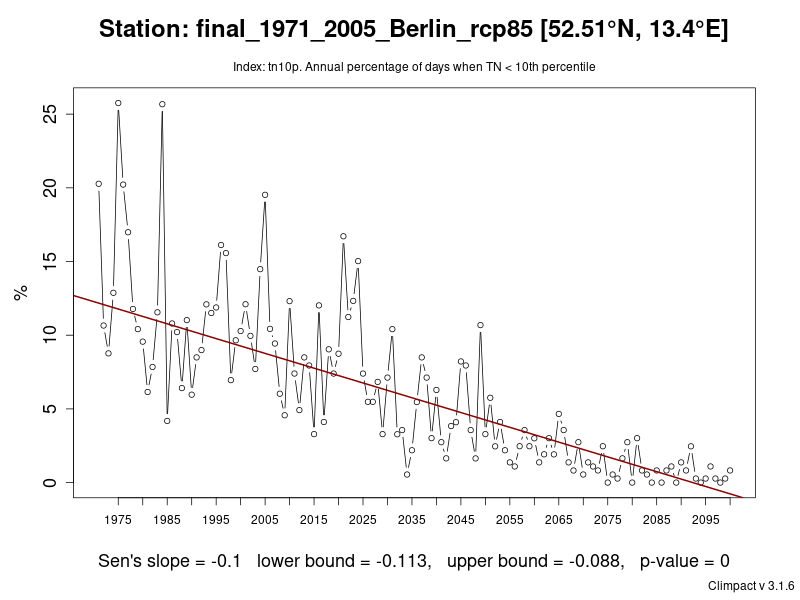 Station: final_1971_2005_Berlin_rcp85 [52.51°N, 13.4°E]
Index: tn10p. Annual percentage of days when TN < 10th percentile
25
20
15
10
5
0
%
1975 1985 1995 2005 2015 2025 2035 2045 2055 2065 2075 2085 2095
Sen's slope = -0.1 lower bound = -0.113, upper bound = -0.088, p-value = 0
Climpact v 3.1.6